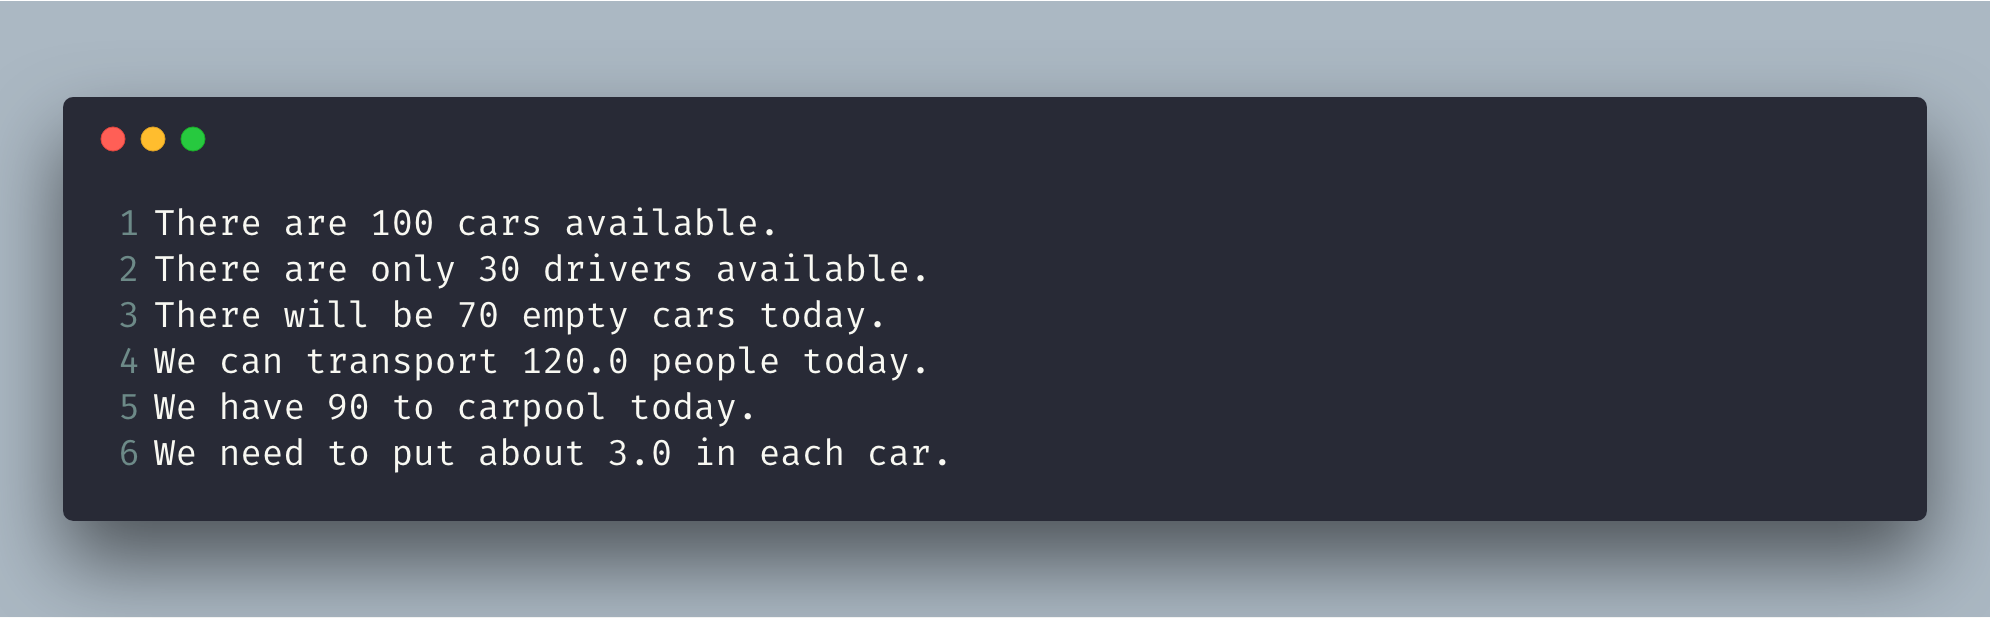 1 There are 100 cars available.
2 There are only 30 drivers available.
3 There will be 70 empty cars today.
4 We can transport 120.0 people today.
5 We have 90 to carpool today.
6 We need to put about 3.0 in each car.